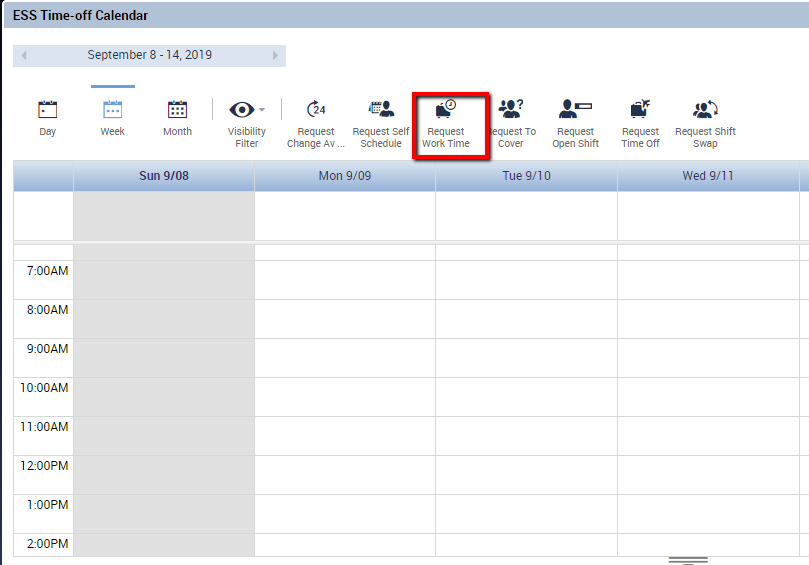 ESS Time-off Calendar
September 8 - 14, 2019
Day
Week
Month
Visibility
Filter
24
Request
Change Av ...
Request Self
Schedule
Request
Work Time
?
equest To
Cover
Request
Open Shift
Request
Time Off
Request Shift
Swap
Sun 9/08
Mon 9/09
Tue 9/10
Wed 9/11
7:00AM
8:00AM
9:00AM
10:00AM
11:00AM
12:00PM
1:00PM
2:00PM